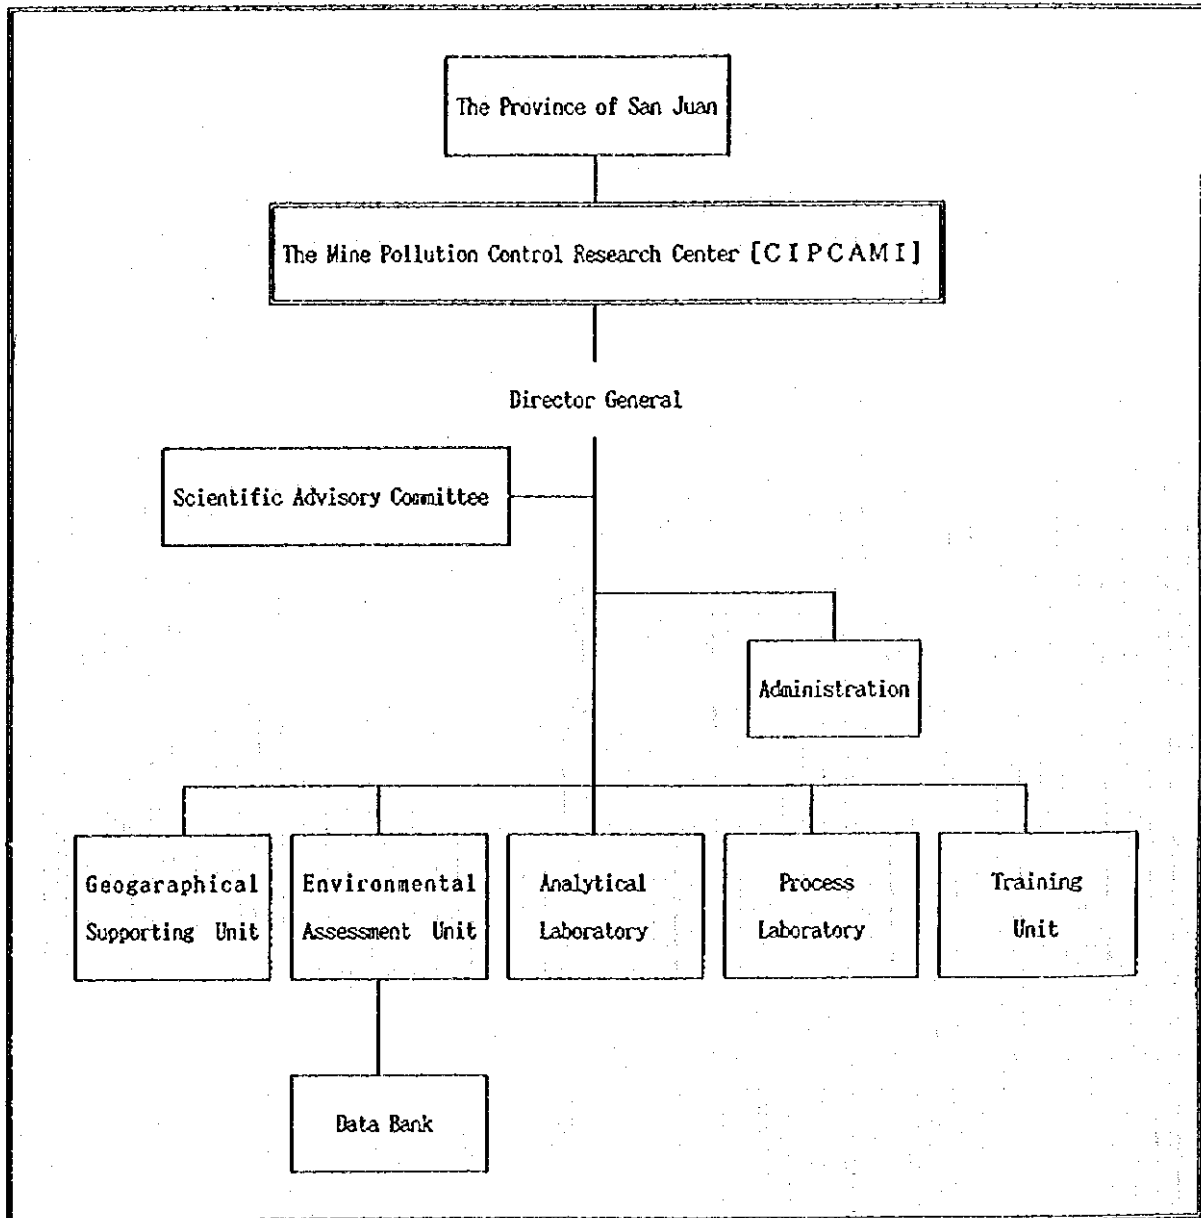 The Province of San Juan
The Mine Pollution Control Research Center [CIPCAMI]
Director General
Scientific Advisory Committee
Administration
Geogaraphical
Supporting Unit
Environmental
Assessment Unit
Analytical
Laboratory
Process
Laboratory
Training
Unit
Data Bank